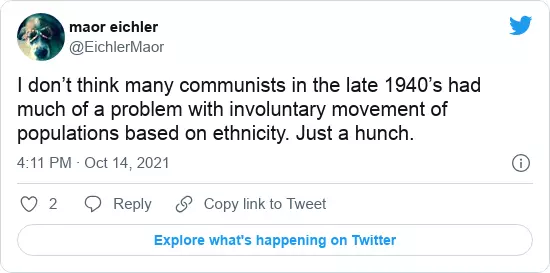 maor eichler
@EichlerMaor
I don’t think many communists in the late 1940’s had
much of a problem with involuntary movement of
populations based on ethnicity. Just a hunch.
4:11 PM · Oct 14, 2021
2 Reply Copy link to Tweet
Explore what's happening on Twitter